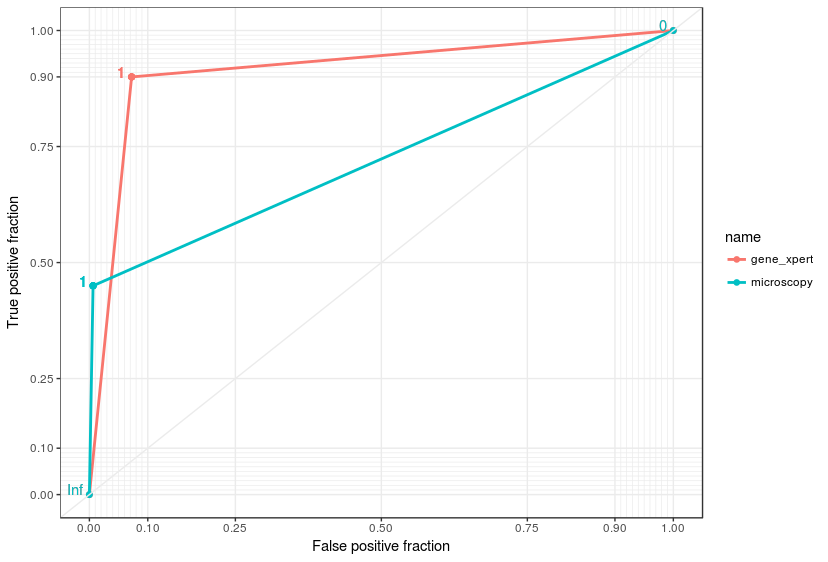 1.00
0.90
0.75
0.50
0.25
0.10
0.00
True positive fraction
0
1
1
Inf
0.00 0.10 0.25 0.50 0.75 0.90 1.00
False positive fraction
name
gene_xpert
microscopy